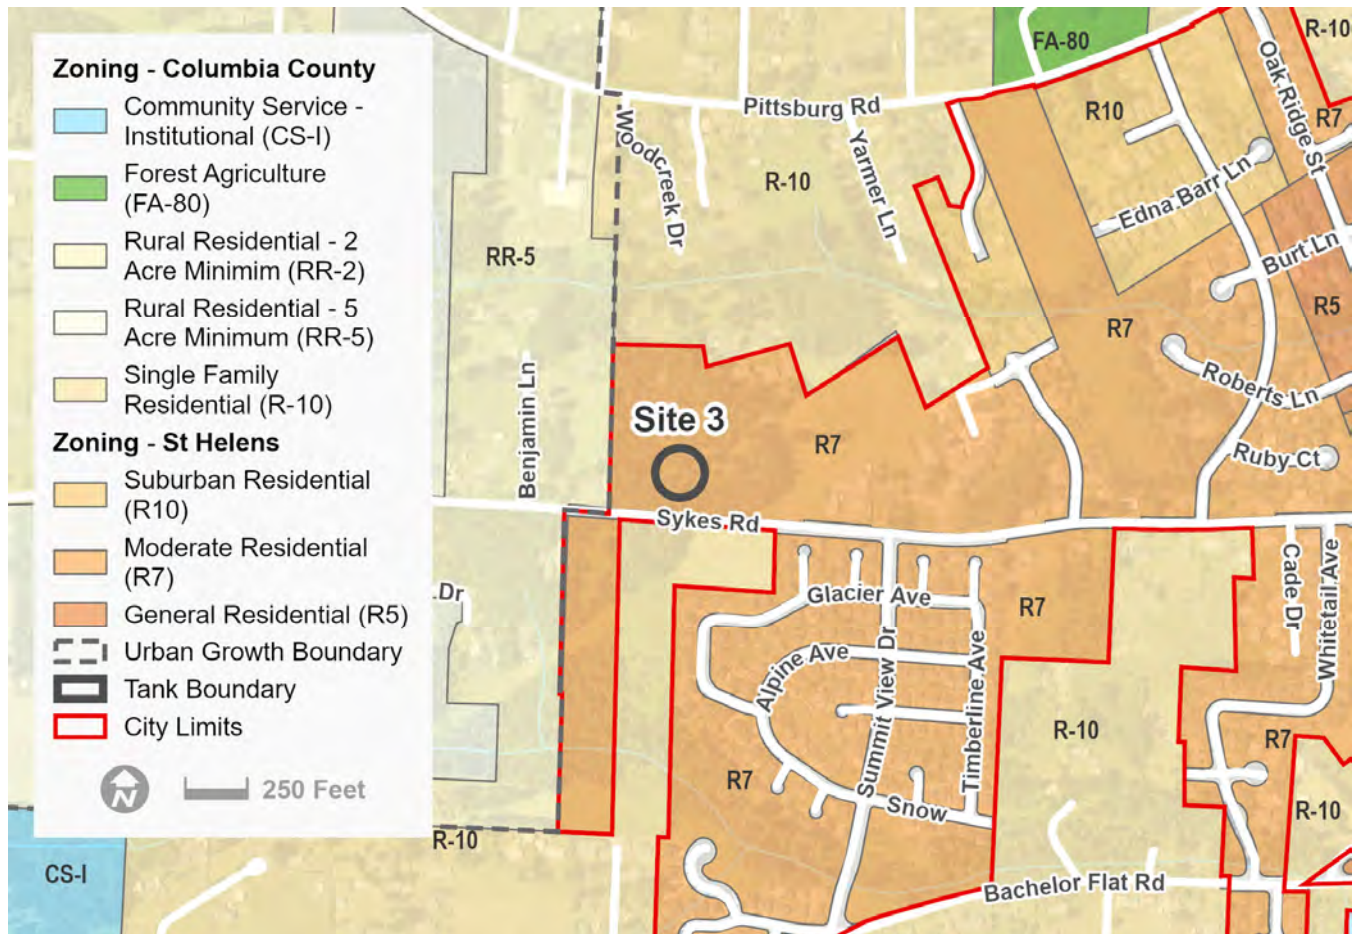 Zoning - Columbia County
Community Service -
Institutional (CS-I)
Forest Agriculture
(FA-80)
Rural Residential - 2
Acre Minimim (RR-2)
Rural Residential - 5
Acre Minimum (RR-5)
Single Family
Residential (R-10)
Zoning - St Helens
Suburban Residential
(R10)
Moderate Residential
(R7)
General Residential (R5)
Urban Growth Boundary
Tank Boundary
City Limits
N
250 Feet
FA-80
R-10
Oak Ridge St
Pittsburg Rd
R10
R7
Woodcreek Dr
Yarmer Ln
R-10
Edna Barr Ln
RR-5
Burt Ln
R5
R7
Benjamin Ln
Roberts Ln
Site 3
R7
Ruby Ct
Sykes Rd
Cade Dr
Whitetail Ave
Dr
Glacier Ave
R7
Alpine Ave
Summit View Dr
Timberline Ave
R-10
R7
R7
Snow
R-10
R-10
CS-I
Bachelor Flat Rd